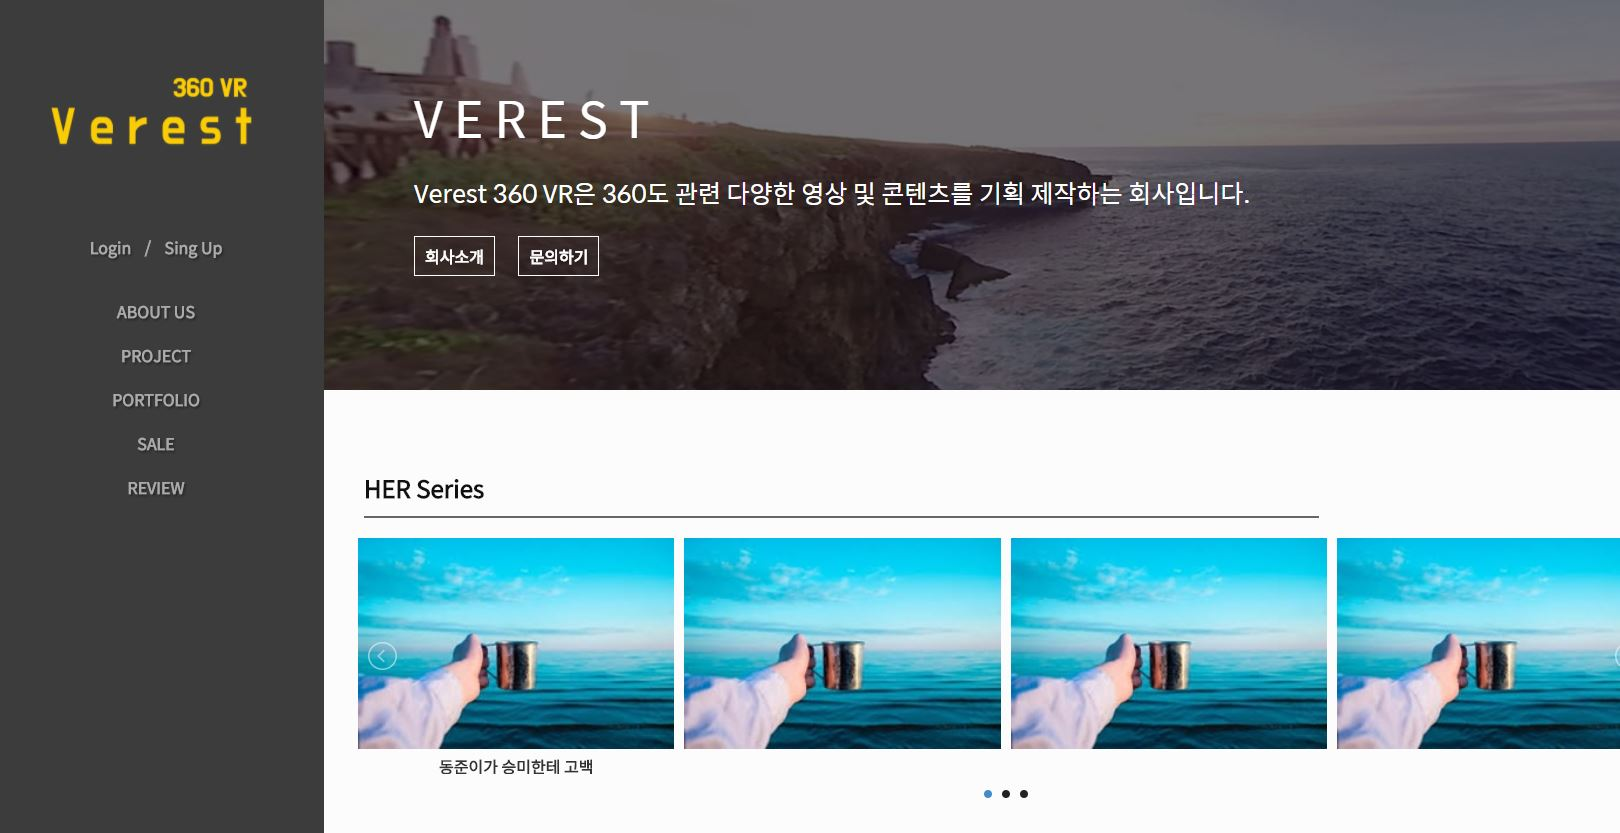 360 VR
Verest
Login / Sing Up
ABOUT US
PROJECT
PORTFOLIO
SALE
REVIEW
VEREST
Verest 360 VR은 360도 관련 다양한 영상 및 콘텐츠를 기획 제작하는 회사입니다.
회사소개 문의하기
HER Series
동준이가 승미한테 고백